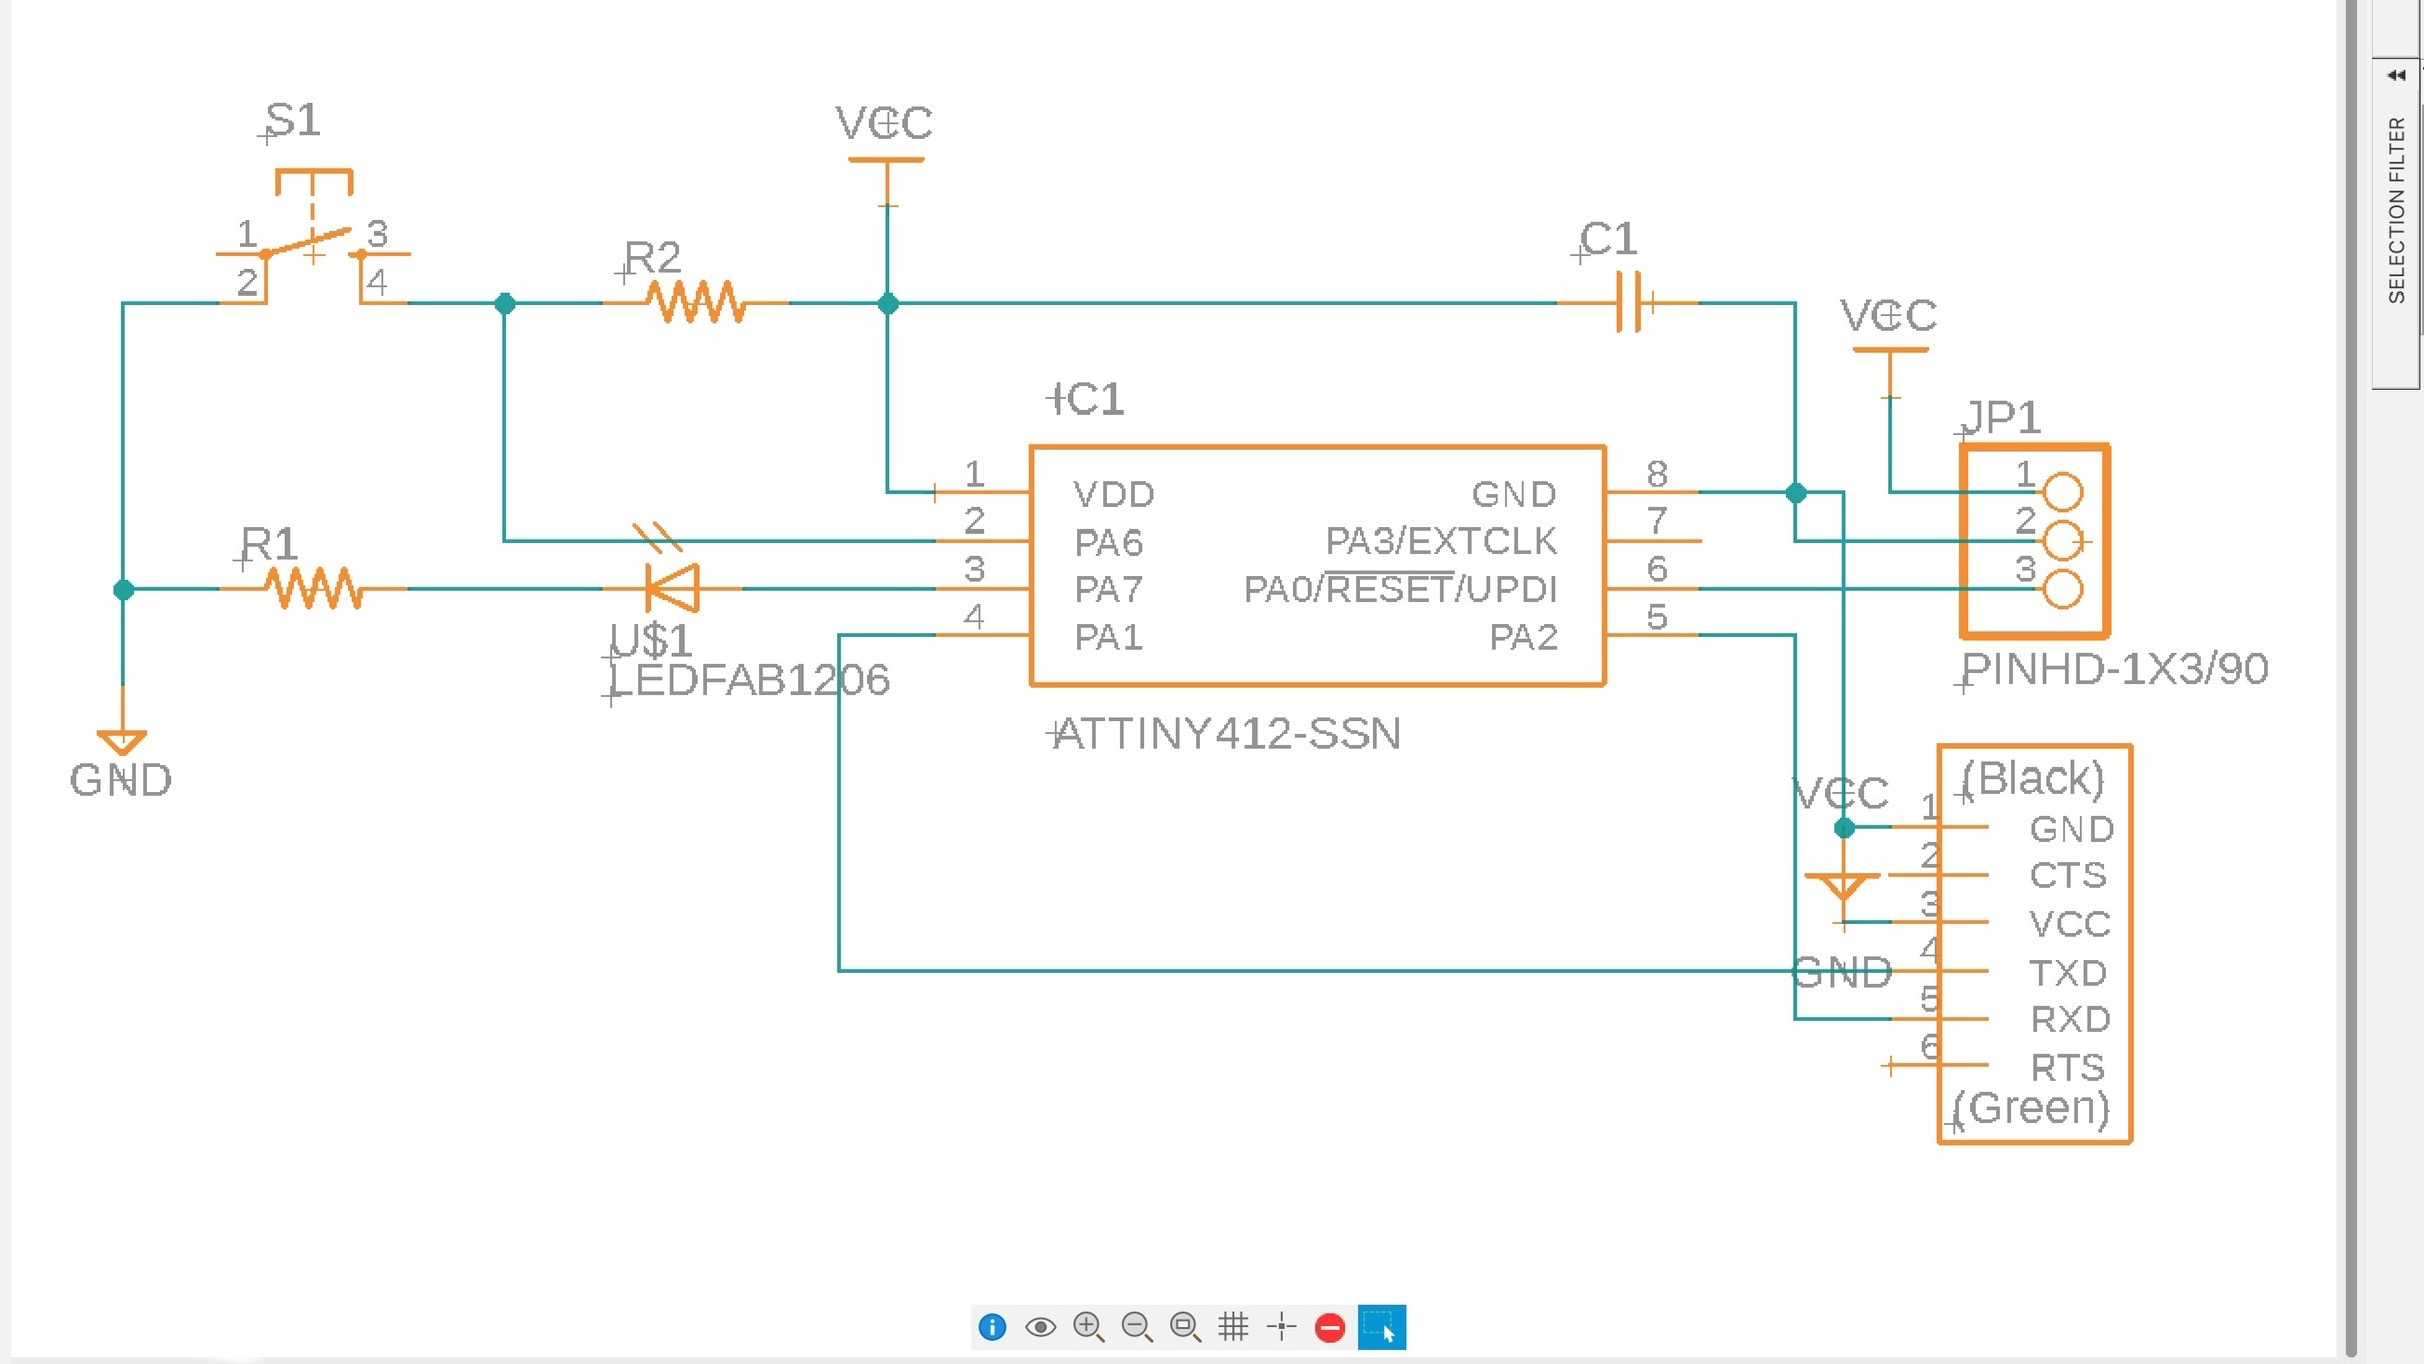 S1
VCC
1
3
2
4
R2
C1
VCC
IC1
JP1
1
VDD
GND
8
1
2
PA6
PA3/EXTCLK
7
2
R1
3
PA7
PA0/RESET/UPDI
6
3
4
PA1
PA2
5
U$1
LEDFAB1206
PINHD-1X3/90
ATTINY412-SSN
GND
VCC
(Black)
1
GND
2
CTS
3
VCC
4
GND
TXD
5
RXD
6
RTS
(Green)
SELECTION FILTER